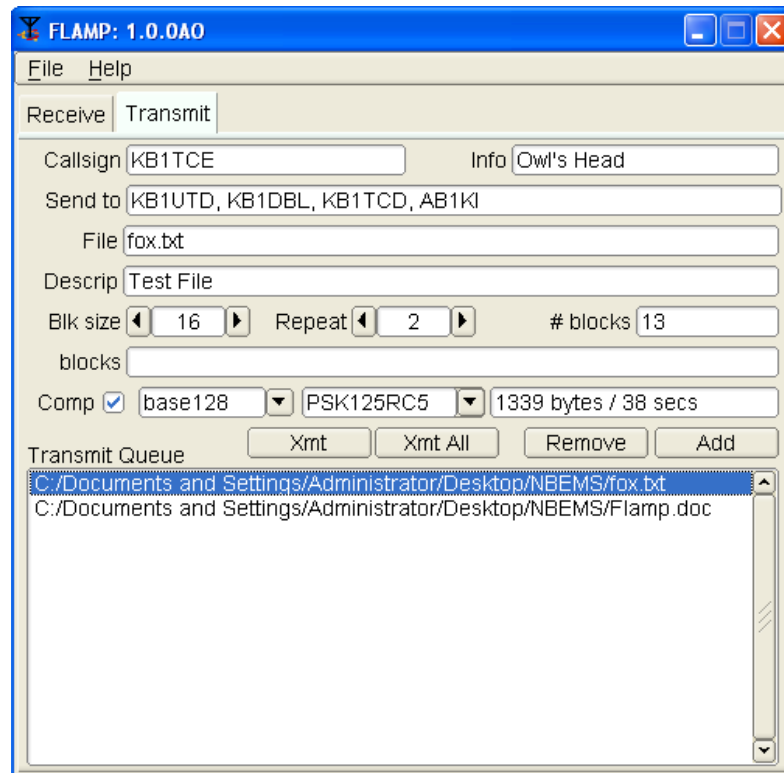 FLAMP: 1.0.0AO
File Help
Receive Transmit
Callsign KB1TCE Info Owl's Head
Send to KB1UTD, KB1DBL, KB1TCD, AB1KI
File fox.txt
Descrip Test File
Blk size 16 Repeat 2 # blocks 13
blocks
Comp base128 PSK125RC5 1339 bytes / 38 secs
Transmit Queue Xmt Xmt All Remove Add
C:/Documents and Settings/Administrator/Desktop/NBEMS/fox.txt
C:/Documents and Settings/Administrator/Desktop/NBEMS/Flamp.doc